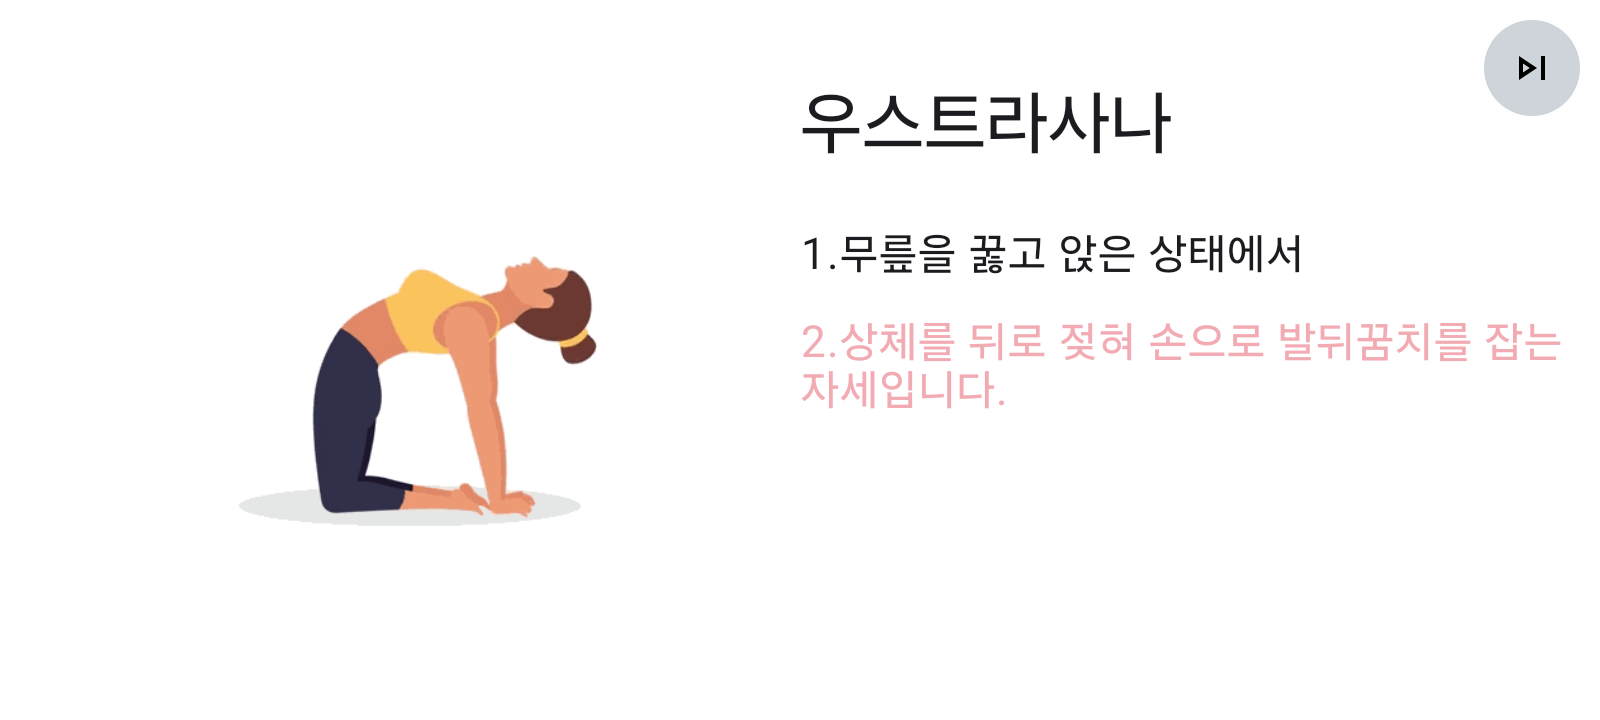 우스트라사나
1.무릎을 꿇고 앉은 상태에서
2.상체를 뒤로 젖혀 손으로 발뒤꿈치를 잡는
자세입니다.